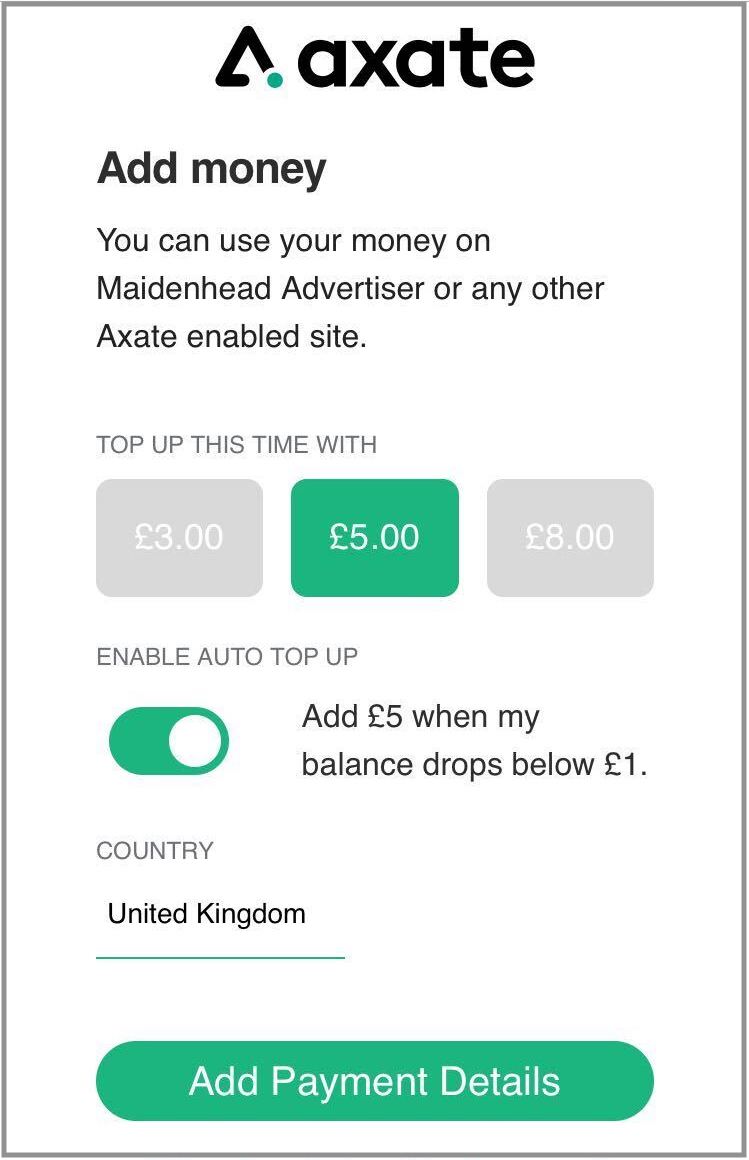 axate
Add money
You can use your money on
Maidenhead Advertiser or any other
Axate enabled site.
TOP UP THIS TIME WITH
£3.00 £5.00 £8.00
ENABLE AUTO TOP UP
Add £5 when my
balance drops below £1.
COUNTRY
United Kingdom
Add Payment Details